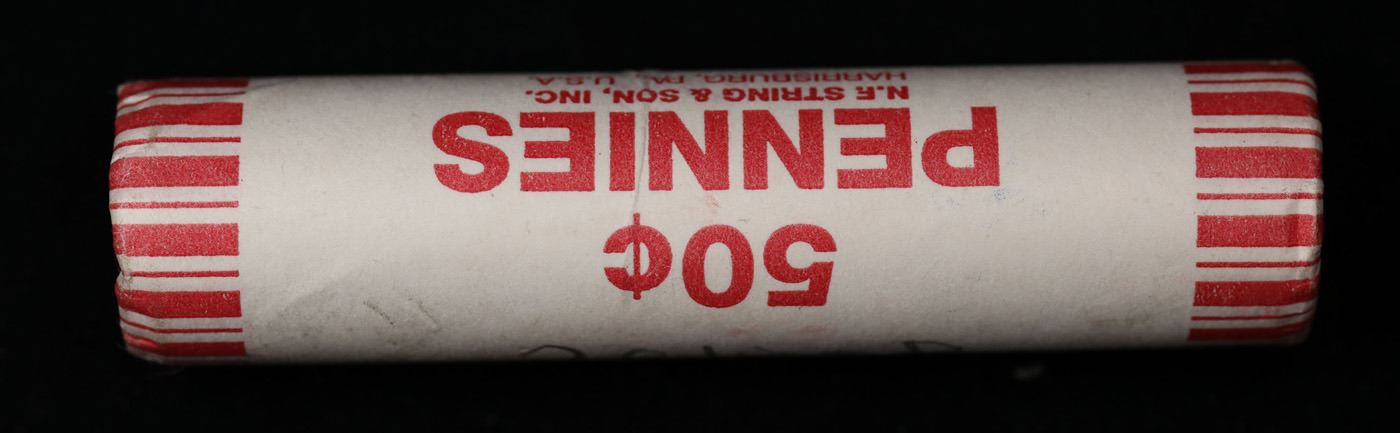 50¢
PENNIES
N.F. STRING & SON, INC.
HARRISBURG, PA. U.S.A.